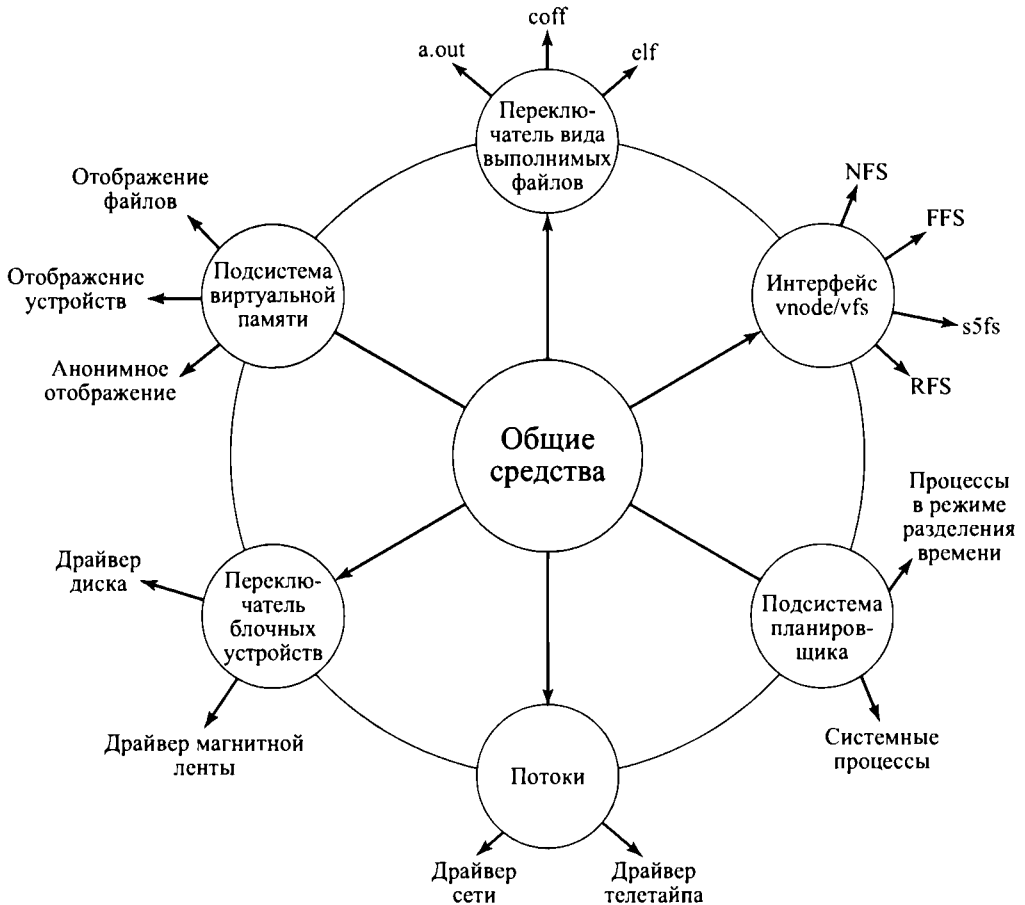 coff
a.out
elf
Переклю-
чатель вида
выполнимых
файлов
Отображение
файлов
NFS
FFS
Отображснис
устройств
Подсистема
виртуальной
памяти
Интерфейс
vnode/vfs
s5fs
Анонимное
отображение
RFS
Общие
средства
Процессы
в режиме
разделения
времени
Драйвер
диска
Переклю-
чатель
блочных
устройств
Подсистема
планиров-
щика
Драйвер магнитной
ленты
Системные
процессы
Потоки
Драйвер
сети
Драйвер
телетайпа